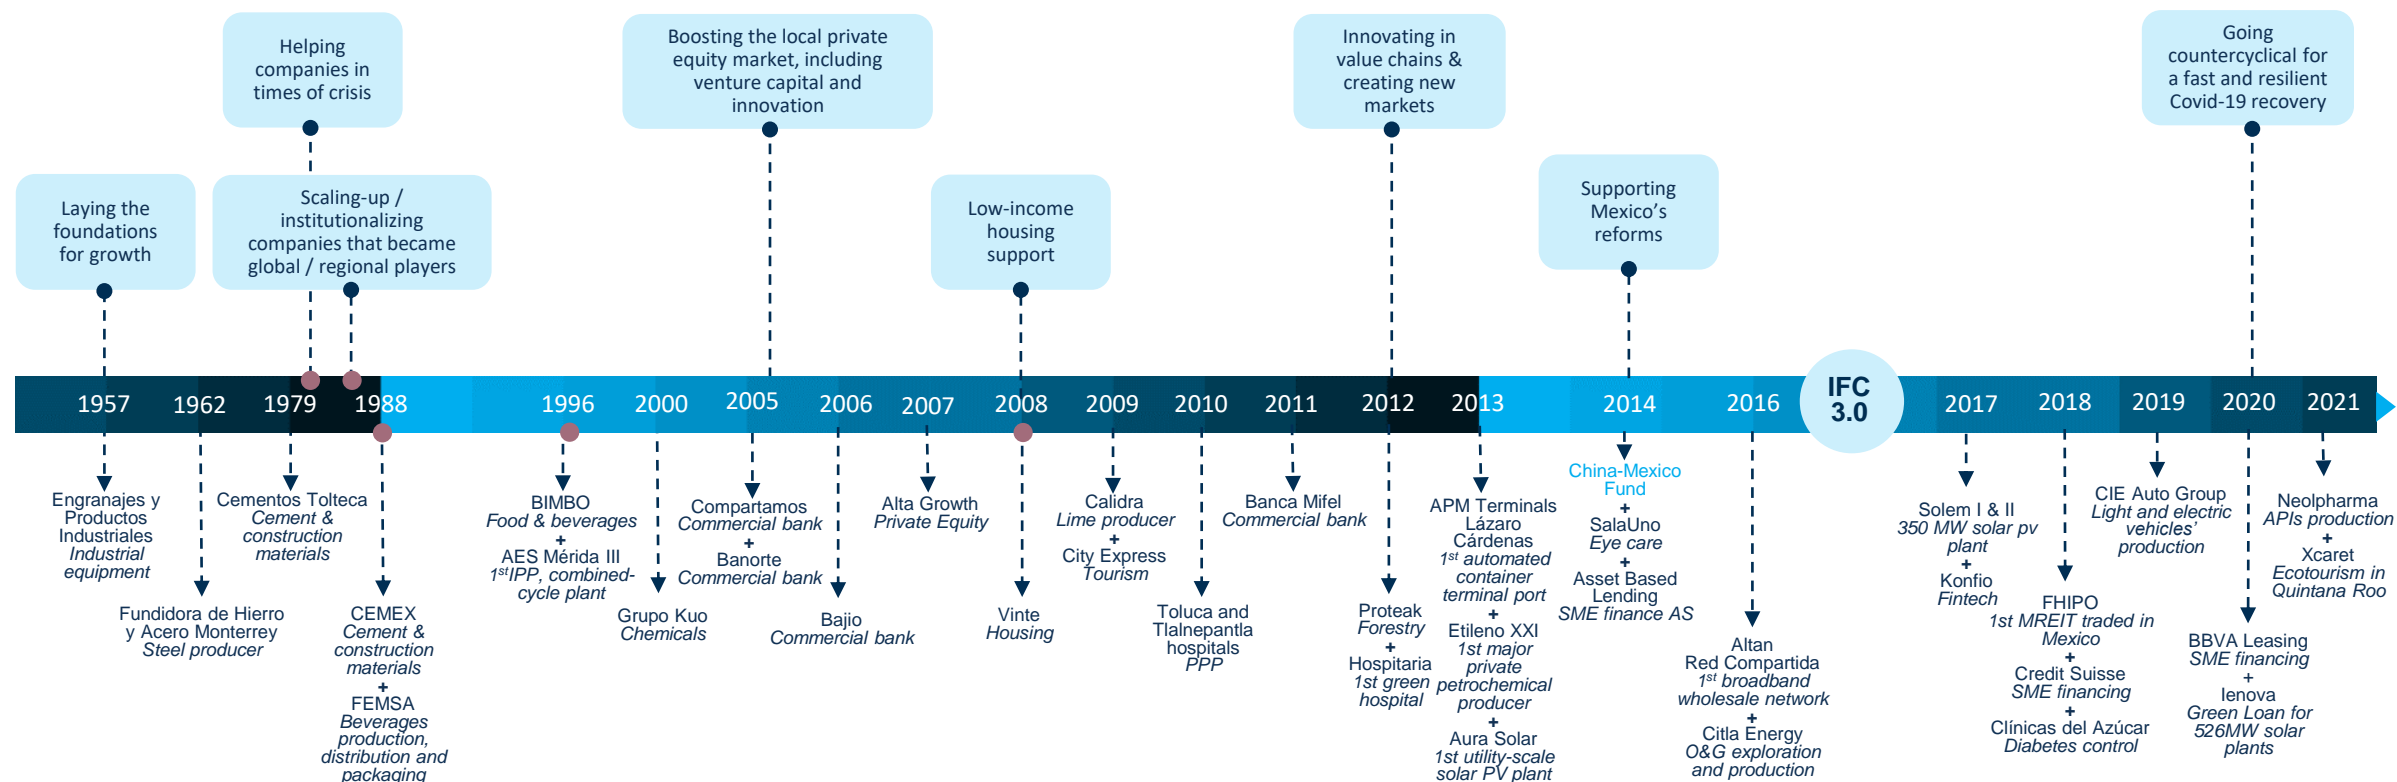 Helping
companies in
times of crisis
Boosting the local private
equity market, including
venture capital and
innovation
Innovating in
value chains &
creating new
markets
Going
countercyclical for
a fast and resilient
Covid-19 recovery
Laying the
foundations
for growth
Scaling-up /
institutionalizing
companies that became
global / regional players
Low-income
housing
support
Supporting
Mexico’s
reforms
1957
1962
1979
1988
1996
2000
2005
2006
2007
2008
2009
2010
2011
2012
2013
2014
2016
IFC
3.0
2017
2018
2019
2020
2021
Engranajes y
Productos
Industriales
Industrial
equipment
Fundidora de Hierro
y Acero Monterrey
Steel producer
Cementos Tolteca
Cement &
construction
materials
CEMEX
Cement &
construction
materials
+
FEMSA
Beverages
production,
distribution and
packaging
BIMBO
Food & beverages
+
AES Mérida III
1st IPP, combined-
cycle plant
Grupo Kuo
Chemicals
Compartamos
Commercial bank
+
Banorte
Commercial bank
Bajio
Commercial bank
Alta Growth
Private Equity
Vinte
Housing
Calidra
Lime producer
+
City Express
Tourism
Toluca and
Tlalnepantla
hospitals
PPP
Banca Mifel
Commercial bank
Proteak
Forestry
+
Hospitaria
1st green
hospital
APM Terminals
Lázaro
Cárdenas
1st automated
container
terminal port
+
Etileno XXI
1st major
private
petrochemical
producer
+
Aura Solar
1st utility-scale
solar PV plant
China-Mexico
Fund
+
SalaUno
Eye care
+
Asset Based
Lending
SME finance AS
Altan
Red Compartida
1st broadband
wholesale network
+
Citla Energy
O&G exploration
and production
Solem I & II
350 MW solar pv
plant
+
Konfio
Fintech
FHIPO
1st MREIT traded in
Mexico
+
Credit Suisse
SME financing
+
Clínicas del Azúcar
Diabetes control
CIE Auto Group
Light and electric
vehicles’
production
BBVA Leasing
SME financing
+
Ienova
Green Loan for
526MW solar
plants
Neolpharma
APIs production
+
Xcaret
Ecotourism in
Quintana Roo